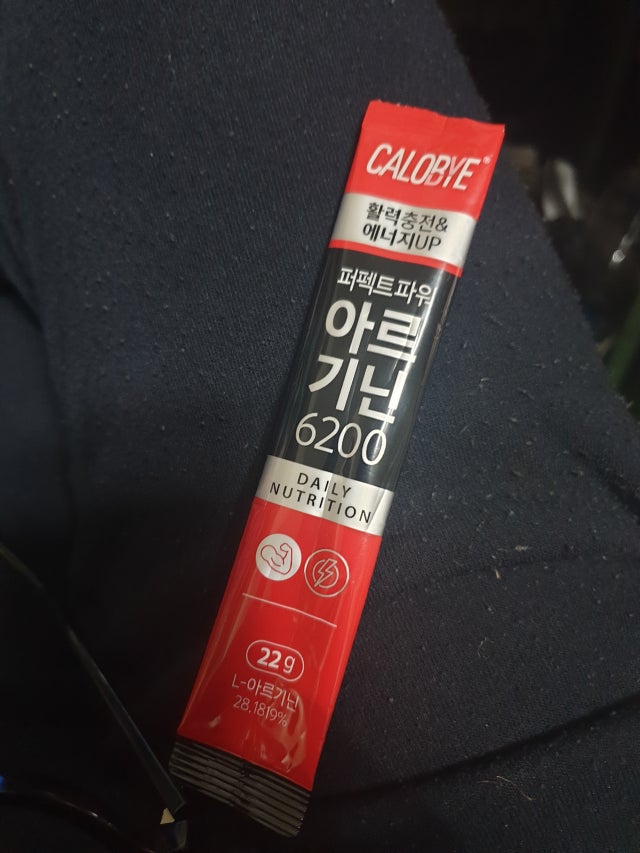 CALOBYE®
활력충전&
에너지UP
퍼펙트파워
아르
기닌
6200
DAILY
NUTRITION
22g
L-아르기닌
28.1819%